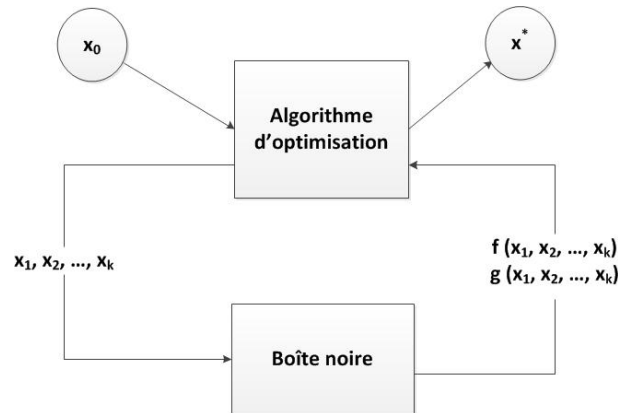 x₀
x*
Algorithme
d'optimisation
x₁, x₂, ..., xₖ
f (x₁, x₂, ..., xₖ)
g (x₁, x₂, ..., xₖ)
Boîte noire